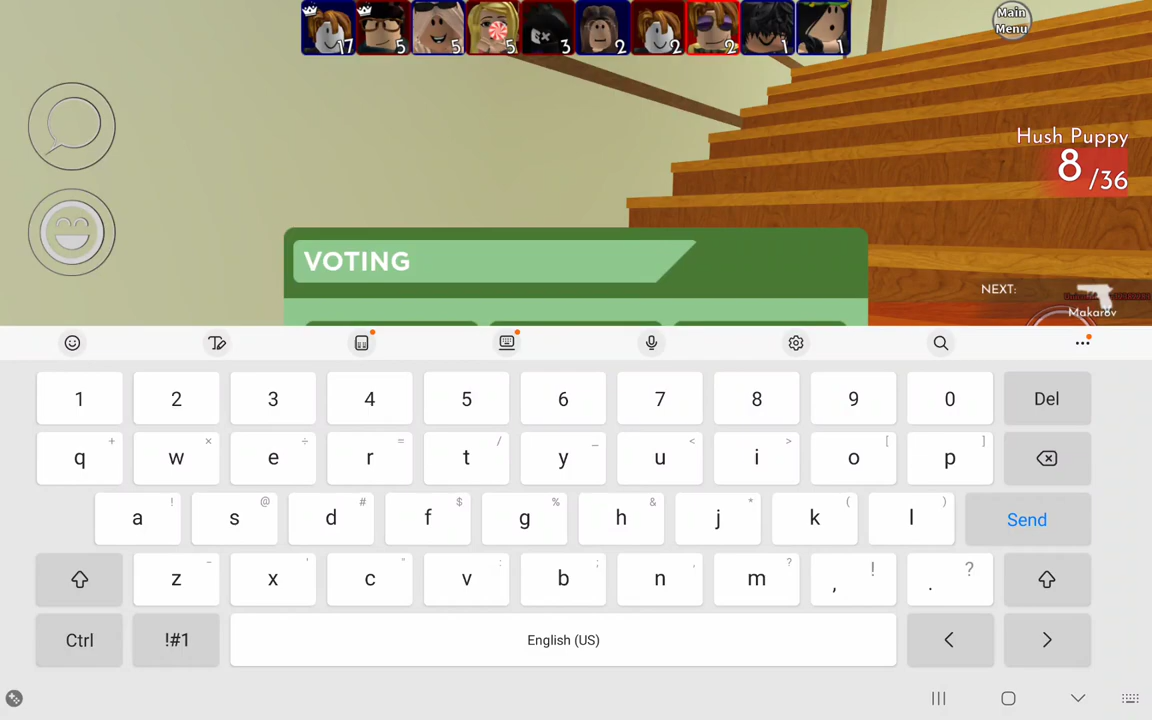 17 5 5 5 3 2 2 2 1 1
Main
Menu
Hush Puppy
8/36
VOTING
NEXT:
Makarov
1 2 3 4 5 6 7 8 9 0 Del
+ × ÷ = / _ < > [ ]
q w e r t y u i o p
! @ # $ % & * ( )
a s d f g h j k l Send
- ' " : ; , ? ! ?
z x c v b n m , .
Ctrl !#1 English (US) < >